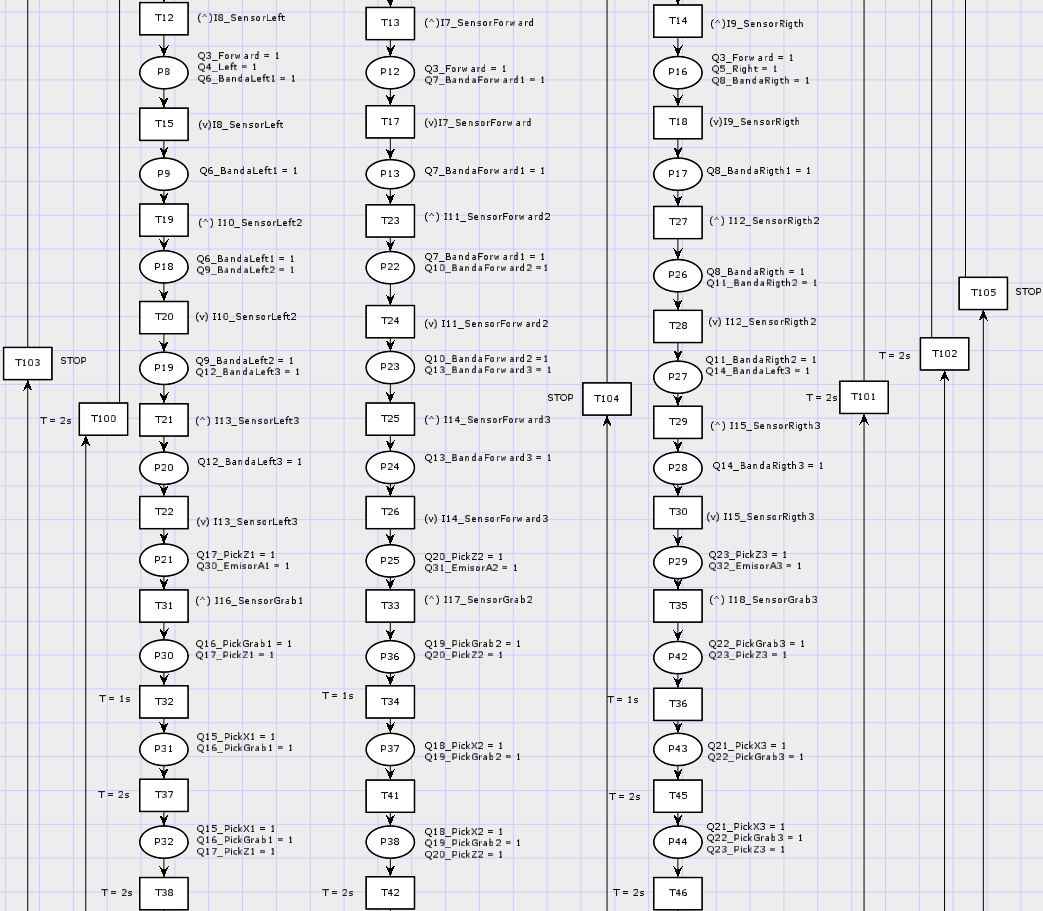 T12
(^)I8_SensorLeft
P8
Q3_Forward = 1
Q4_Left = 1
Q6_BandaLeft1 = 1
T15
(v)I8_SensorLeft
P9
Q6_BandaLeft1 = 1
T19
(^) I10_SensorLeft2
P18
Q6_BandaLeft1 = 1
Q9_BandaLeft2 = 1
T20
(v) I10_SensorLeft2
T103
STOP
P19
Q9_BandaLeft2 = 1
Q12_BandaLeft3 = 1
T = 2s
T100
T21
(^) I13_SensorLeft3
P20
Q12_BandaLeft3 = 1
T22
(v) I13_SensorLeft3
P21
Q17_PickZ1 = 1
Q30_EmisorA1 = 1
T31
(^) I16_SensorGrab1
P30
Q16_PickGrab1 = 1
Q17_PickZ1 = 1
T = 1s
T32
P31
Q15_PickX1 = 1
Q16_PickGrab1 = 1
T = 2s
T37
P32
Q15_PickX1 = 1
Q16_PickGrab1 = 1
Q17_PickZ1 = 1
T = 2s
T38
T13
(^)I7_SensorForward
P12
Q3_Forward = 1
Q7_BandaForward1 = 1
T17
(v)I7_SensorForward
P13
Q7_BandaForward1 = 1
T23
(^) I11_SensorForward2
P22
Q7_BandaForward1 = 1
Q10_BandaForward2 =1
T24
(v) I11_SensorForward2
P23
Q10_BandaForward2 =1
Q13_BandaForward3 = 1
T25
(^) I14_SensorForward3
P24
Q13_BandaForward3 = 1
T26
(v) I14_SensorForward3
P25
Q20_PickZ2 = 1
Q31_EmisorA2 = 1
T33
(^) I17_SensorGrab2
P36
Q19_PickGrab2 = 1
Q20_PickZ2 = 1
T = 1s
T34
P37
Q18_PickX2 = 1
Q19_PickGrab2 = 1
T41
P38
Q18_PickX2 = 1
Q19_PickGrab2 = 1
Q20_PickZ2 = 1
T = 2s
T42
STOP
T104
T14
(^)I9_SensorRigth
P16
Q3_Forward = 1
Q5_Right = 1
Q8_BandaRigth = 1
T18
(v)I9_SensorRigth
P17
Q8_BandaRigth1 = 1
T27
(^) I12_SensorRigth2
P26
Q8_BandaRigth = 1
Q11_BandaRigth2 = 1
T28
(v) I12_SensorRigth2
P27
Q11_BandaRigth2 = 1
Q14_BandaLeft3 = 1
T29
(^) I15_SensorRigth3
P28
Q14_BandaRigth3 = 1
T30
(v) I15_SensorRigth3
P29
Q23_PickZ3 = 1
Q32_EmisorA3 = 1
T35
(^) I18_SensorGrab3
P42
Q22_PickGrab3 = 1
Q23_PickZ3 = 1
T = 1s
T36
P43
Q21_PickX3 = 1
Q22_PickGrab3 = 1
T = 2s
T45
P44
Q21_PickX3 = 1
Q22_PickGrab3 = 1
Q23_PickZ3 = 1
T = 2s
T46
T105
STOP
T = 2s
T102
T = 2s
T101